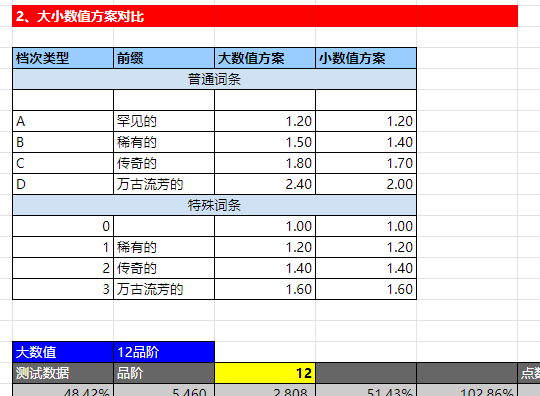 2、大小数值方案对比
档次类型 前缀 大数值方案 小数值方案
普通词条
A 罕见的 1.20 1.20
B 稀有的 1.50 1.40
C 传奇的 1.80 1.70
D 万古流芳的 2.40 2.00
特殊词条
0 1.00 1.00
1 稀有的 1.20 1.20
2 传奇的 1.40 1.40
3 万古流芳的 1.60 1.60
大数值 12品阶
测试数据 品阶 12 点数
48.42% 5.460 2.808 51.43% 102.86%